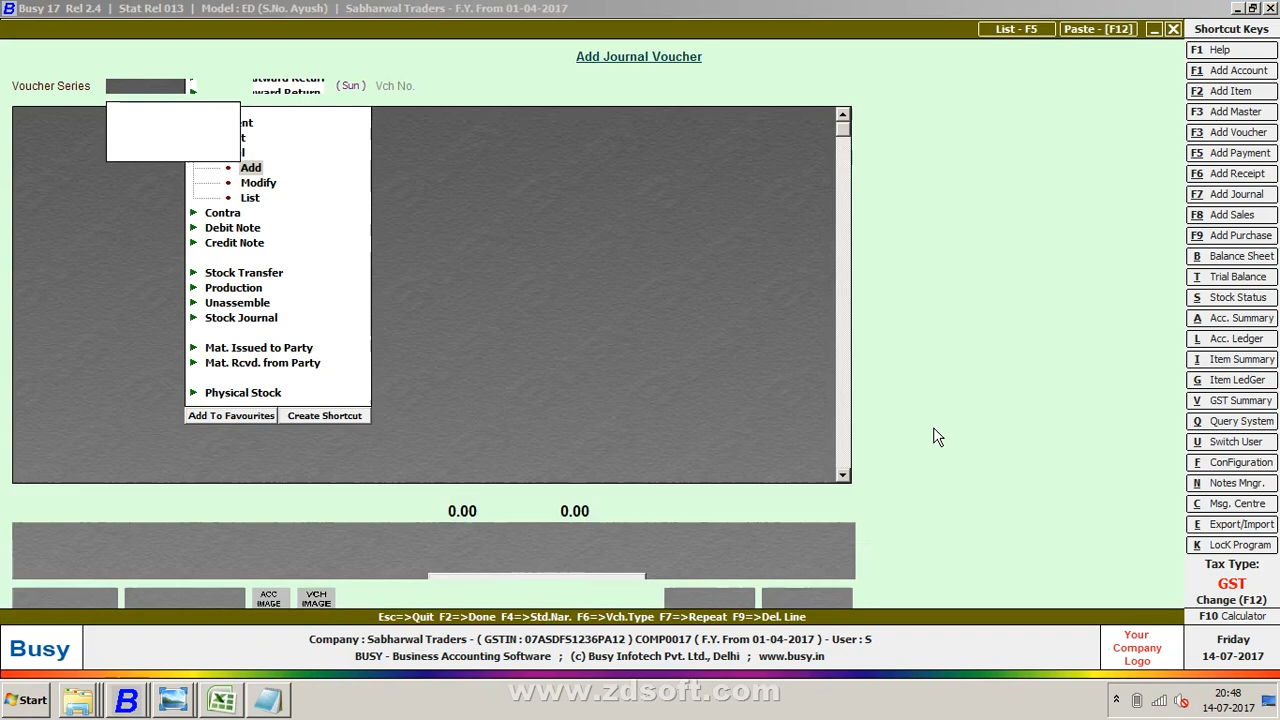 Busy 17 Rel 2.4 | Stat Rel 013 | Model : ED (S.No. Ayush) | Sabharwal Traders - F.Y. From 01-04-2017 |
List - F5
Paste - [F12]
Shortcut Keys
Add Journal Voucher
Voucher Series
(Sun)
Vch No.
Add
Modify
List
Contra
Debit Note
Credit Note
Stock Transfer
Production
Unassemble
Stock Journal
Mat. Issued to Party
Mat. Rcvd. from Party
Physical Stock
Add To Favourites
Create Shortcut
0.00 0.00
ACC IMAGE
VCH IMAGE
F1 Help
F1 Add Account
F2 Add Item
F3 Add Master
F3 Add Voucher
F5 Add Payment
F6 Add Receipt
F7 Add Journal
F8 Add Sales
F9 Add Purchase
B Balance Sheet
T Trial Balance
S Stock Status
A Acc. Summary
L Acc. Ledger
I Item Summary
G Item LedGer
V GST Summary
Q Query System
U Switch User
F ConFiguration
N Notes Mngr.
C Msg. Centre
E Export/Import
K LocK Program
Tax Type:
GST
Change (F12)
F10 Calculator
Esc=>Quit F2=>Done F4=>Std.Nar. F6=>Vch.Type F7=>Repeat F9=>Del. Line
Busy
Company : Sabharwal Traders - ( GSTIN : 07ASDFS1236PA12 ) COMP0017 ( F.Y. From 01-04-2017 ) - User : S
BUSY - Business Accounting Software ; (c) Busy Infotech Pvt. Ltd., Delhi ; www.busy.in
Your
Company
Logo
Friday
14-07-2017
Start
www.zdsoft.com
20:48
14-07-2017